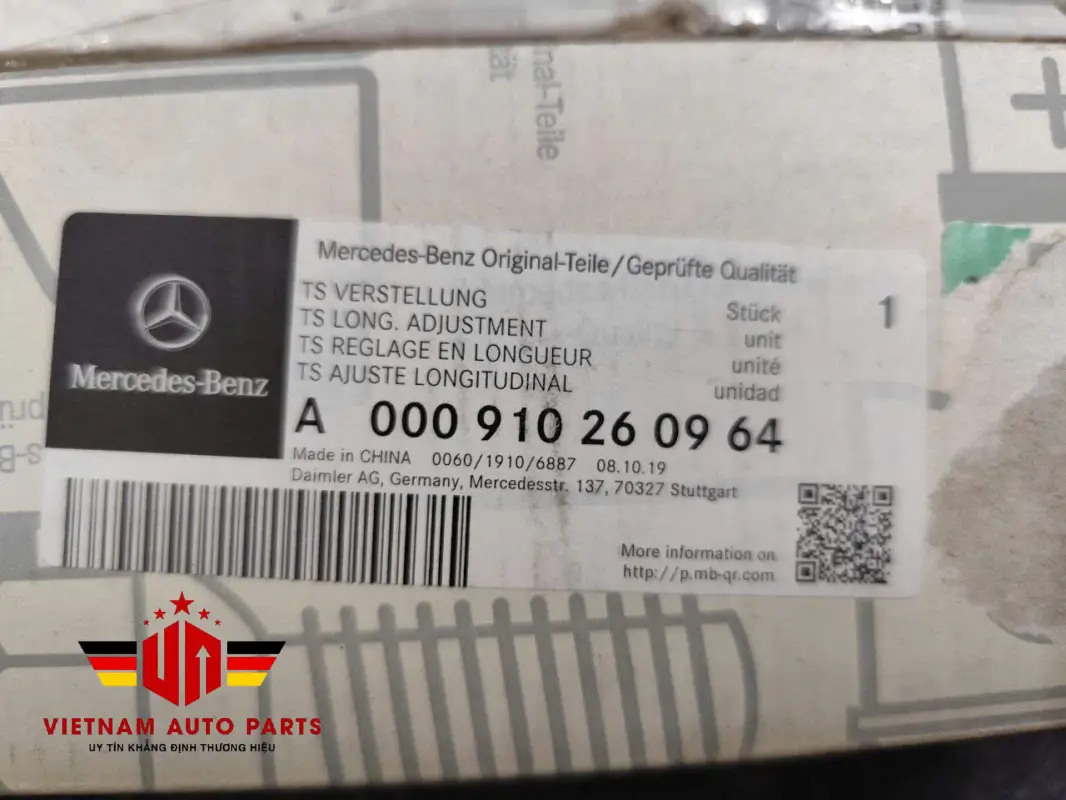 nal-Teile
ität
Mercedes-Benz Original-Teile/Geprüfte Qualität
TS VERSTELLUNG Stück 1
TS LONG. ADJUSTMENT unit
TS REGLAGE EN LONGUEUR unité
TS AJUSTE LONGITUDINAL unidad
Mercedes-Benz
A 000 910 26 09 64
Made in CHINA 0060/1910/6887 08.10.19
Daimler AG, Germany, Mercedesstr. 137, 70327 Stuttgart
More information on
http://p.mb-qr.com
VIETNAM AUTO PARTS
UY TÍN KHẲNG ĐỊNH THƯƠNG HIỆU